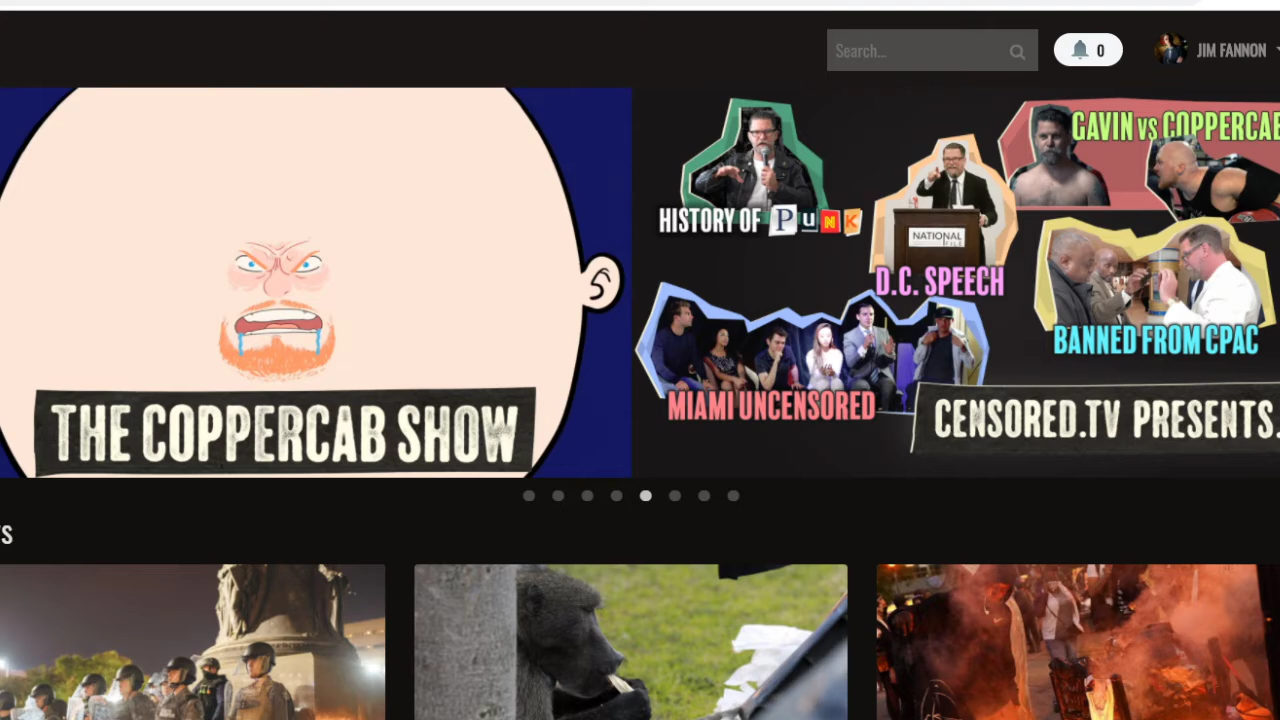 Search...
0
JIM FANNON
GAVIN vs COPPERCAB
HISTORY OF PUNK
NATIONAL
FILE
D.C. SPEECH
BANNED FROM CPAC
MIAMI UNCENSORED
THE COPPERCAB SHOW
CENSORED.TV PRESENTS.